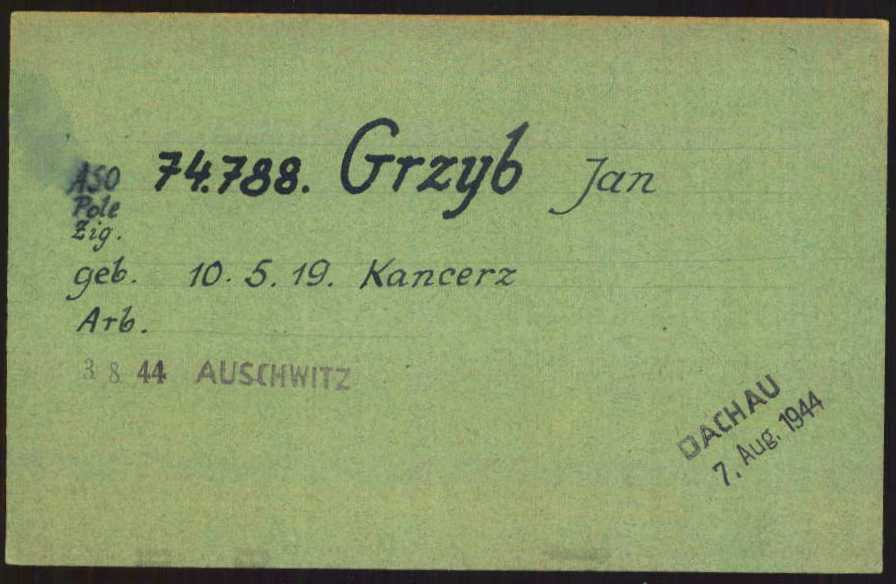 ASO 74.788. Grzyb Jan
Pole
Zig.
geb. 10. 5. 19. Kancerz
Arb.
3 8 44 AUSCHWITZ
DACHAU
7. Aug. 1944